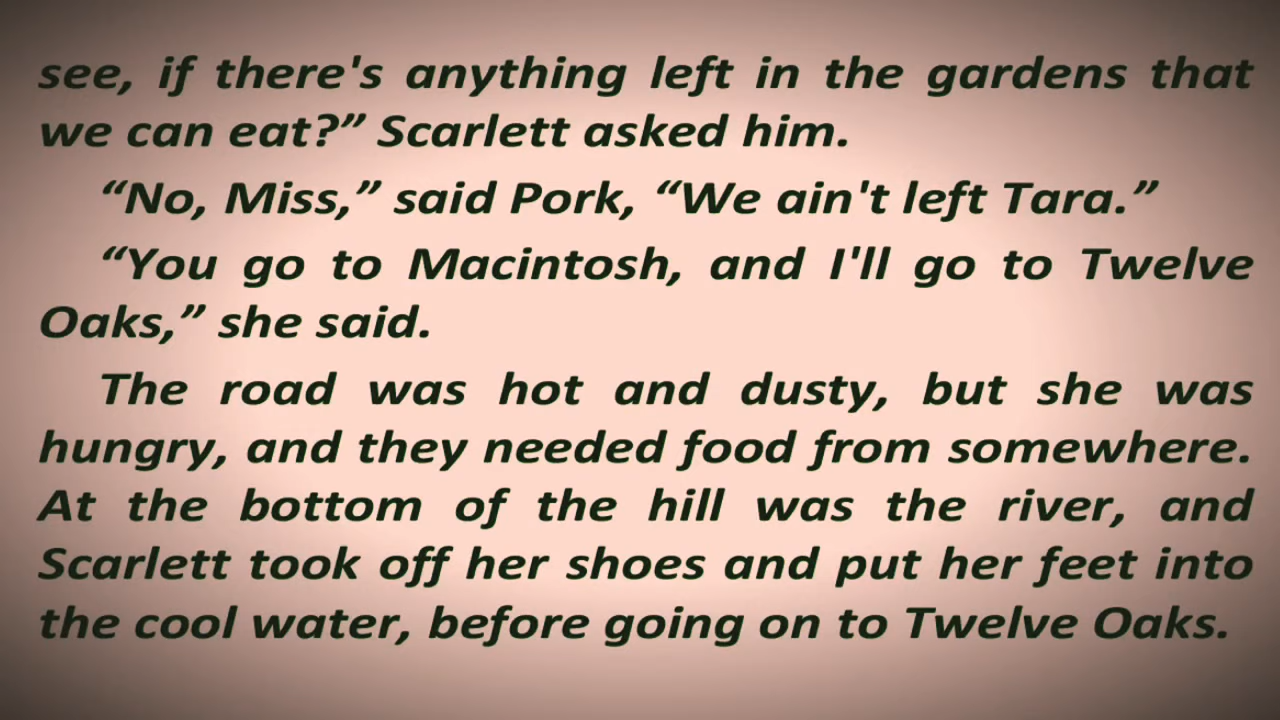 see, if there's anything left in the gardens that
we can eat?” Scarlett asked him.
“No, Miss,” said Pork, “We ain't left Tara.”
“You go to Macintosh, and I'll go to Twelve
Oaks,” she said.
The road was hot and dusty, but she was
hungry, and they needed food from somewhere.
At the bottom of the hill was the river, and
Scarlett took off her shoes and put her feet into
the cool water, before going on to Twelve Oaks.